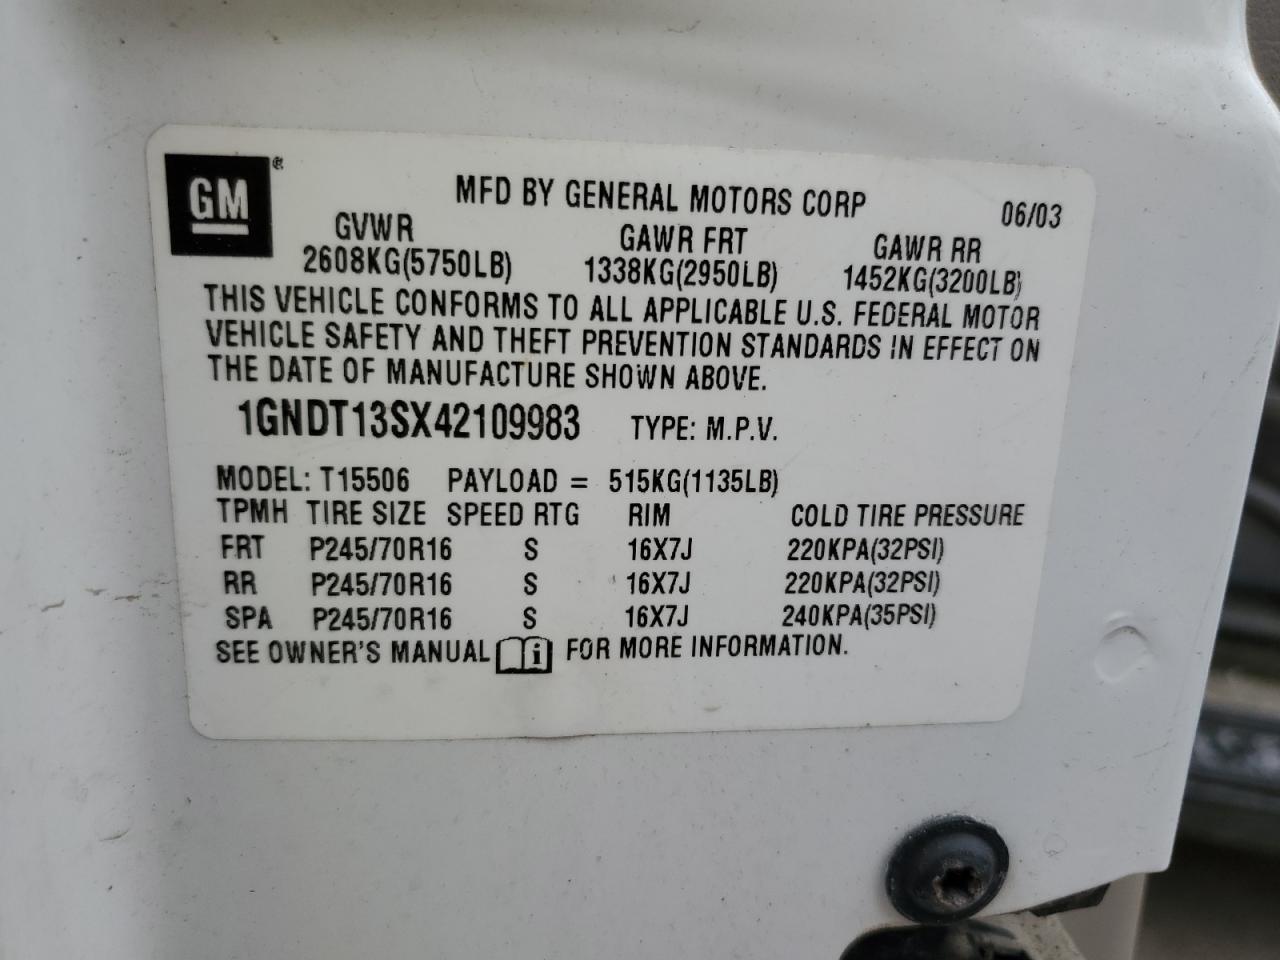 GM®
MFD BY GENERAL MOTORS CORP 06/03
GVWR GAWR FRT GAWR RR
2608KG(5750LB) 1338KG(2950LB) 1452KG(3200LB)
THIS VEHICLE CONFORMS TO ALL APPLICABLE U.S. FEDERAL MOTOR
VEHICLE SAFETY AND THEFT PREVENTION STANDARDS IN EFFECT ON
THE DATE OF MANUFACTURE SHOWN ABOVE.
1GNDT13SX42109983 TYPE: M.P.V.
MODEL: T15506 PAYLOAD = 515KG(1135LB)
TPMH TIRE SIZE SPEED RTG RIM COLD TIRE PRESSURE
FRT P245/70R16 S 16X7J 220KPA(32PSI)
RR P245/70R16 S 16X7J 220KPA(32PSI)
SPA P245/70R16 S 16X7J 240KPA(35PSI)
SEE OWNER'S MANUAL i FOR MORE INFORMATION.